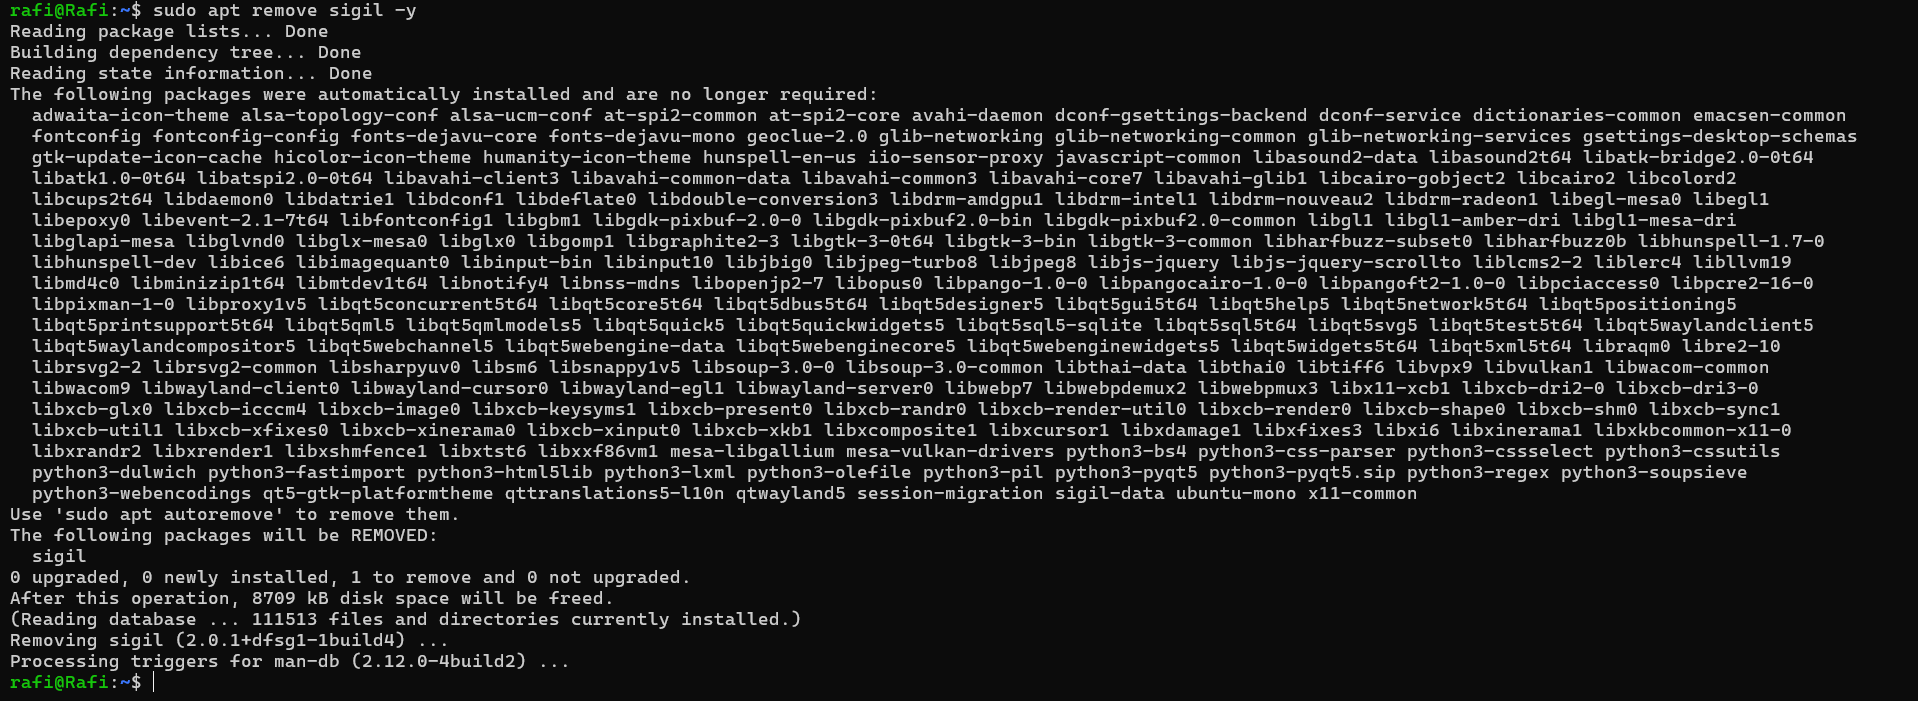 rafi@Rafi:~$ sudo apt remove sigil -y
Reading package lists... Done
Building dependency tree... Done
Reading state information... Done
The following packages were automatically installed and are no longer required:
  adwaita-icon-theme alsa-topology-conf alsa-ucm-conf at-spi2-common at-spi2-core avahi-daemon dconf-gsettings-backend dconf-service dictionaries-common emacsen-common
  fontconfig fontconfig-config fonts-dejavu-core fonts-dejavu-mono geoclue-2.0 glib-networking glib-networking-common glib-networking-services gsettings-desktop-schemas
  gtk-update-icon-cache hicolor-icon-theme humanity-icon-theme hunspell-en-us iio-sensor-proxy javascript-common libasound2-data libasound2t64 libatk-bridge2.0-0t64
  libatk1.0-0t64 libatspi2.0-0t64 libavahi-client3 libavahi-common-data libavahi-common3 libavahi-core7 libavahi-glib1 libcairo-gobject2 libcairo2 libcolord2
  libcups2t64 libdaemon0 libdatrie1 libdconf1 libdeflate0 libdouble-conversion3 libdrm-amdgpu1 libdrm-intel1 libdrm-nouveau2 libdrm-radeon1 libegl-mesa0 libegl1
  libepoxy0 libevent-2.1-7t64 libfontconfig1 libgbm1 libgdk-pixbuf-2.0-0 libgdk-pixbuf2.0-bin libgdk-pixbuf2.0-common libgl1 libgl1-amber-dri libgl1-mesa-dri
  libglapi-mesa libglvnd0 libglx-mesa0 libglx0 libgomp1 libgraphite2-3 libgtk-3-0t64 libgtk-3-bin libgtk-3-common libharfbuzz-subset0 libharfbuzz0b libhunspell-1.7-0
  libhunspell-dev libice6 libimagequant0 libinput-bin libinput10 libjbig0 libjpeg-turbo8 libjpeg8 libjs-jquery libjs-jquery-scrollto liblcms2-2 liblerc4 libllvm19
  libmd4c0 libminizip1t64 libmtdev1t64 libnotify4 libnss-mdns libopenjp2-7 libopus0 libpango-1.0-0 libpangocairo-1.0-0 libpangoft2-1.0-0 libpciaccess0 libpcre2-16-0
  libpixman-1-0 libproxy1v5 libqt5concurrent5t64 libqt5core5t64 libqt5dbus5t64 libqt5designer5 libqt5gui5t64 libqt5help5 libqt5network5t64 libqt5positioning5
  libqt5printsupport5t64 libqt5qml5 libqt5qmlmodels5 libqt5quick5 libqt5quickwidgets5 libqt5sql5-sqlite libqt5sql5t64 libqt5svg5 libqt5test5t64 libqt5waylandclient5
  libqt5waylandcompositor5 libqt5webchannel5 libqt5webengine-data libqt5webenginecore5 libqt5webenginewidgets5 libqt5widgets5t64 libqt5xml5t64 libraqm0 libre2-10
  librsvg2-2 librsvg2-common libsharpyuv0 libsm6 libsnappy1v5 libsoup-3.0-0 libsoup-3.0-common libthai-data libthai0 libtiff6 libvpx9 libvulkan1 libwacom-common
  libwacom9 libwayland-client0 libwayland-cursor0 libwayland-egl1 libwayland-server0 libwebp7 libwebpdemux2 libwebpmux3 libx11-xcb1 libxcb-dri2-0 libxcb-dri3-0
  libxcb-glx0 libxcb-icccm4 libxcb-image0 libxcb-keysyms1 libxcb-present0 libxcb-randr0 libxcb-render-util0 libxcb-render0 libxcb-shape0 libxcb-shm0 libxcb-sync1
  libxcb-util1 libxcb-xfixes0 libxcb-xinerama0 libxcb-xinput0 libxcb-xkb1 libxcomposite1 libxcursor1 libxdamage1 libxfixes3 libxi6 libxinerama1 libxkbcommon-x11-0
  libxrandr2 libxrender1 libxshmfence1 libxtst6 libxxf86vm1 mesa-libgallium mesa-vulkan-drivers python3-bs4 python3-css-parser python3-cssselect python3-cssutils
  python3-dulwich python3-fastimport python3-html5lib python3-lxml python3-olefile python3-pil python3-pyqt5 python3-pyqt5.sip python3-regex python3-soupsieve
  python3-webencodings qt5-gtk-platformtheme qttranslations5-l10n qtwayland5 session-migration sigil-data ubuntu-mono x11-common
Use 'sudo apt autoremove' to remove them.
The following packages will be REMOVED:
  sigil
0 upgraded, 0 newly installed, 1 to remove and 0 not upgraded.
After this operation, 8709 kB disk space will be freed.
(Reading database ... 111513 files and directories currently installed.)
Removing sigil (2.0.1+dfsg1-1build4) ...
Processing triggers for man-db (2.12.0-4build2) ...
rafi@Rafi:~$